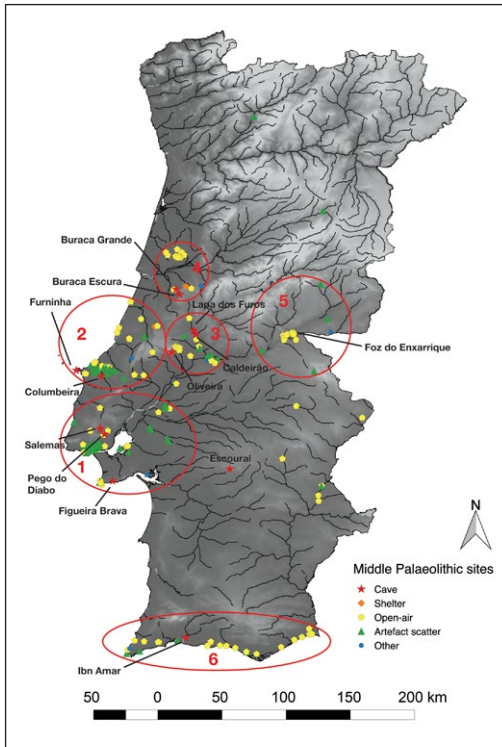 Buraca Grande
4
Buraca Escura
5
Furninha
2
Lapa dos Furos
3
Foz do Enxarrique
Caldeirão
Columbeira
Oliveira
Salemas
Escoural
1
Pego do
Diabo
Figueira Brava
N
Middle Palaeolithic sites
Cave
Shelter
Open-air
Artefact scatter
Other
Ibn Amar
6
50 0 50 100 150 200 km